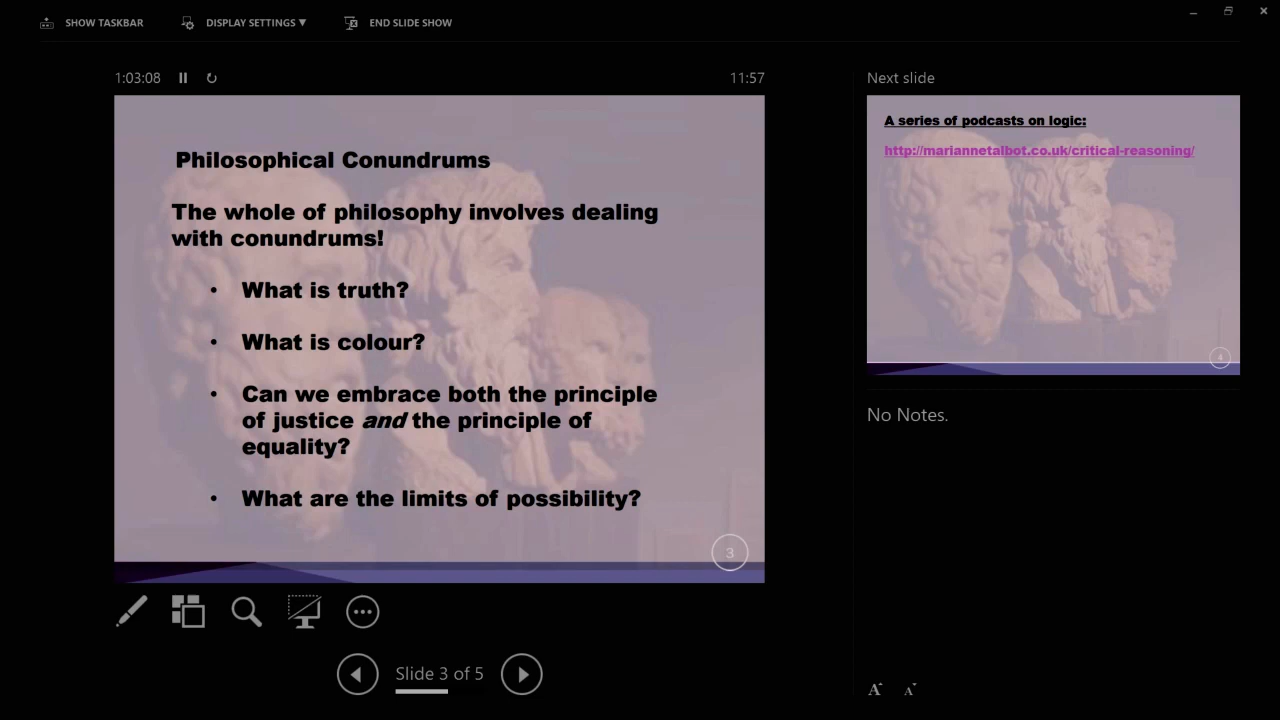 SHOW TASKBAR
DISPLAY SETTINGS ▼
END SLIDE SHOW
1:03:08
11:57
Philosophical Conundrums
The whole of philosophy involves dealing
with conundrums!
• What is truth?
• What is colour?
• Can we embrace both the principle
of justice and the principle of
equality?
• What are the limits of possibility?
3
Slide 3 of 5
Next slide
A series of podcasts on logic:
http://mariannetalbot.co.uk/critical-reasoning/
4
No Notes.
A A